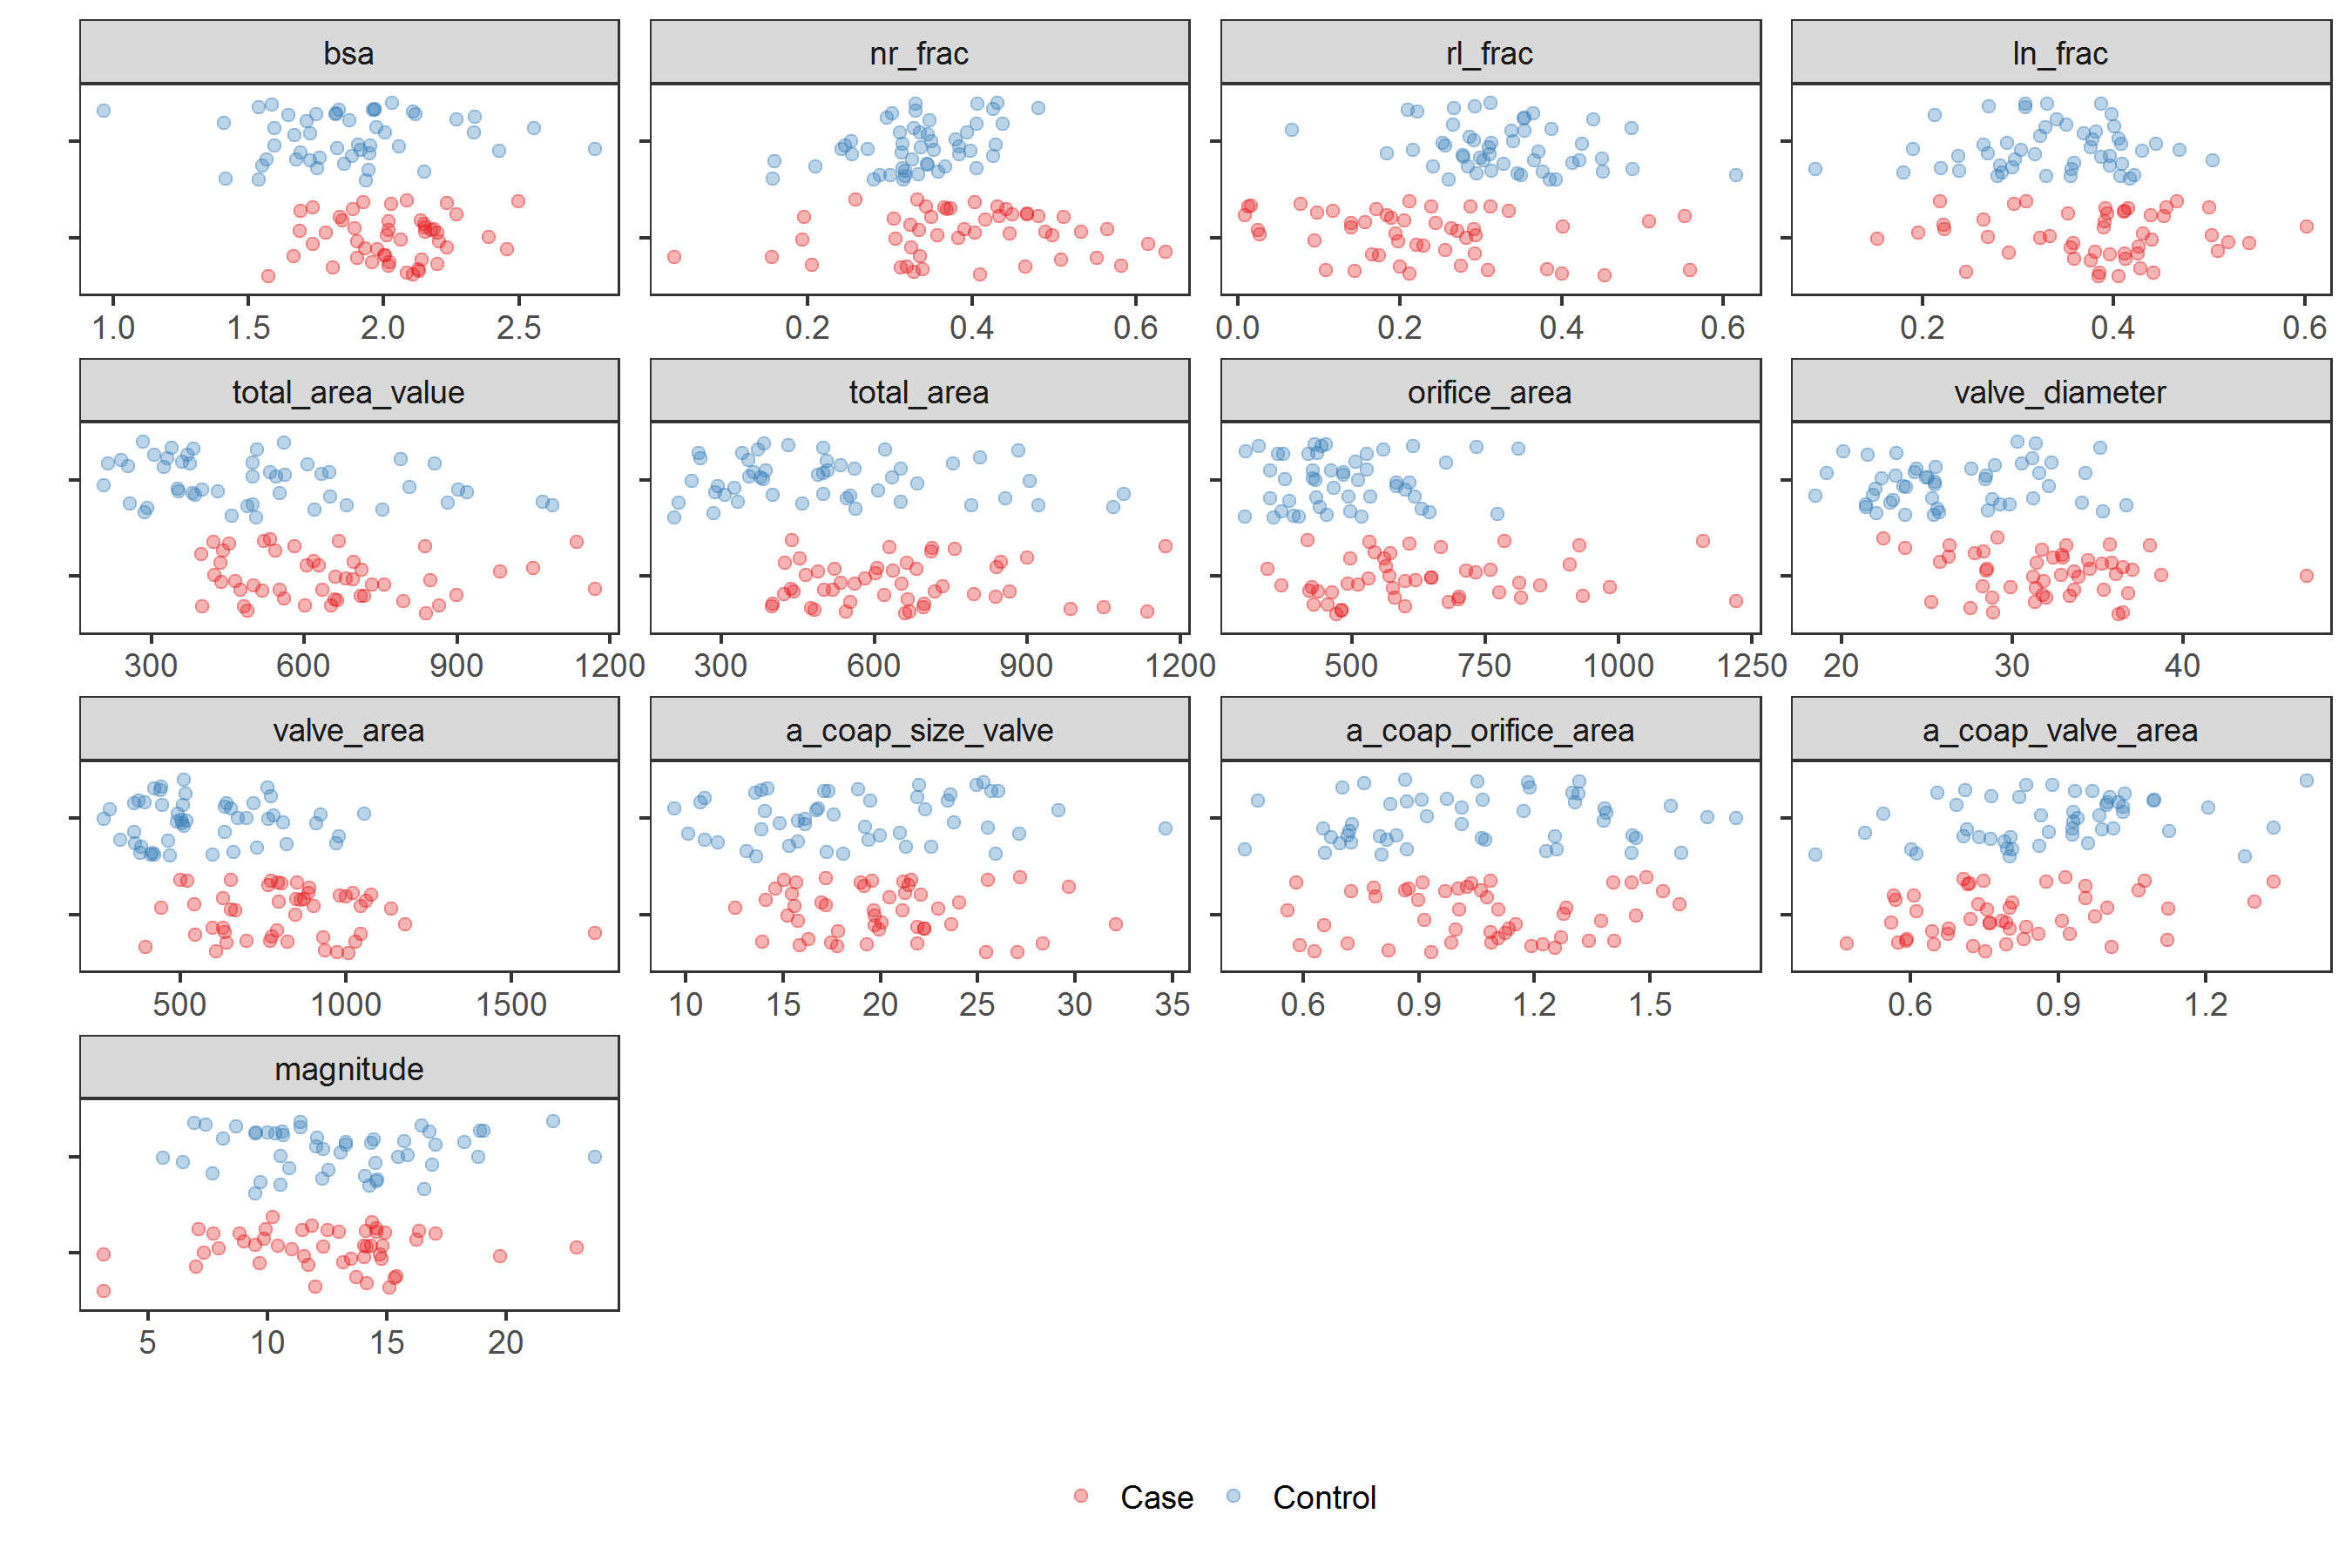 bsa nr_frac rl_frac ln_frac
1.0 1.5 2.0 2.5 0.2 0.4 0.6 0.0 0.2 0.4 0.6 0.2 0.4 0.6
total_area_value total_area orifice_area valve_diameter
300 600 900 1200 300 600 900 1200 500 750 1000 1250 20 30 40
valve_area a_coap_size_valve a_coap_orifice_area a_coap_valve_area
500 1000 1500 10 15 20 25 30 35 0.6 0.9 1.2 1.5 0.6 0.9 1.2
magnitude
5 10 15 20
Case Control